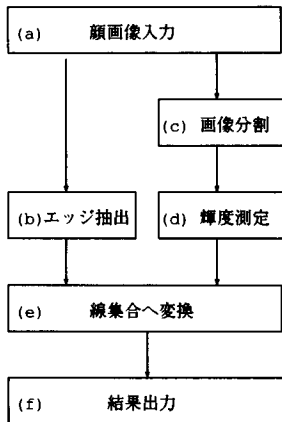 (a) 顔画像入力
(c) 画像分割
(b)エッジ抽出
(d) 輝度測定
(e) 線集合へ変換
(f) 結果出力